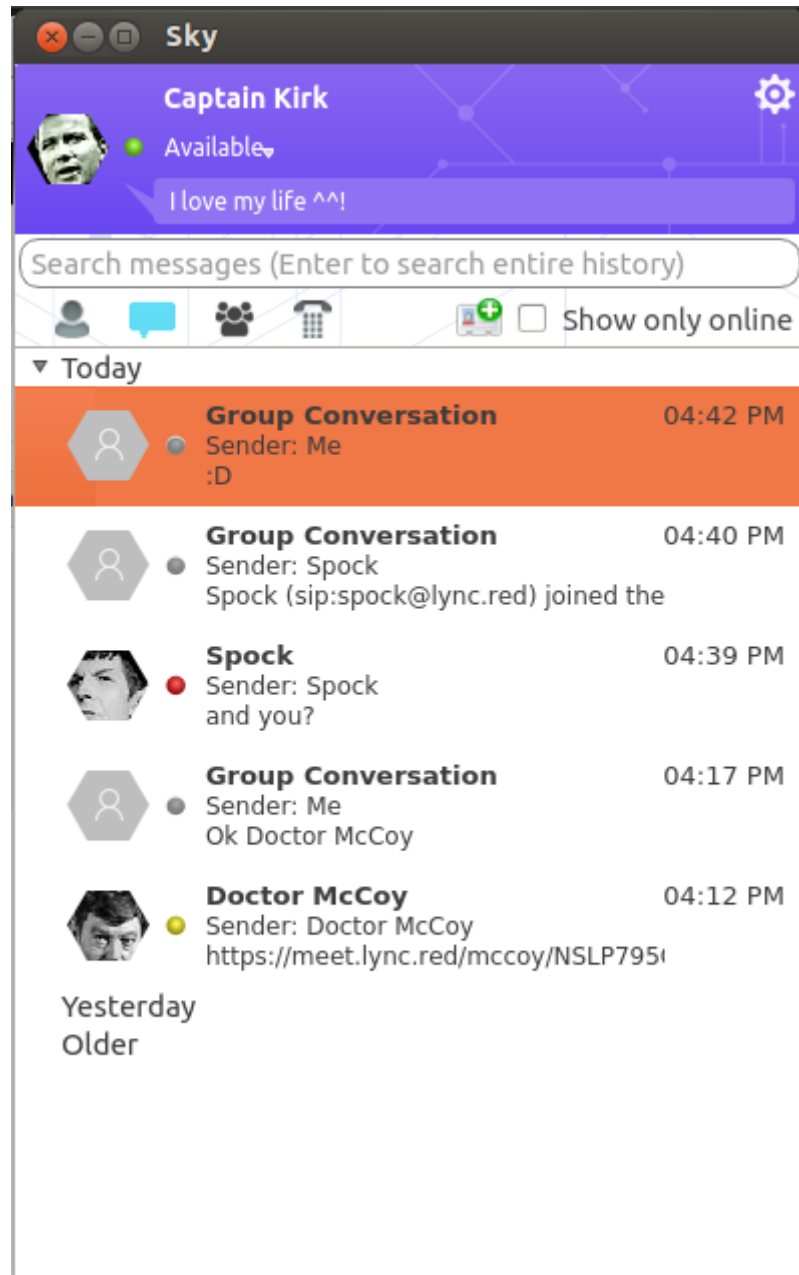 Sky
Captain Kirk
Available
I love my life ^^!
Search messages (Enter to search entire history)
Show only online
Today
Group Conversation 04:42 PM
Sender: Me
:D
Group Conversation 04:40 PM
Sender: Spock
Spock (sip:spock@lync.red) joined the
Spock 04:39 PM
Sender: Spock
and you?
Group Conversation 04:17 PM
Sender: Me
Ok Doctor McCoy
Doctor McCoy 04:12 PM
Sender: Doctor McCoy
https://meet.lync.red/mccoy/NSLP795
Yesterday
Older